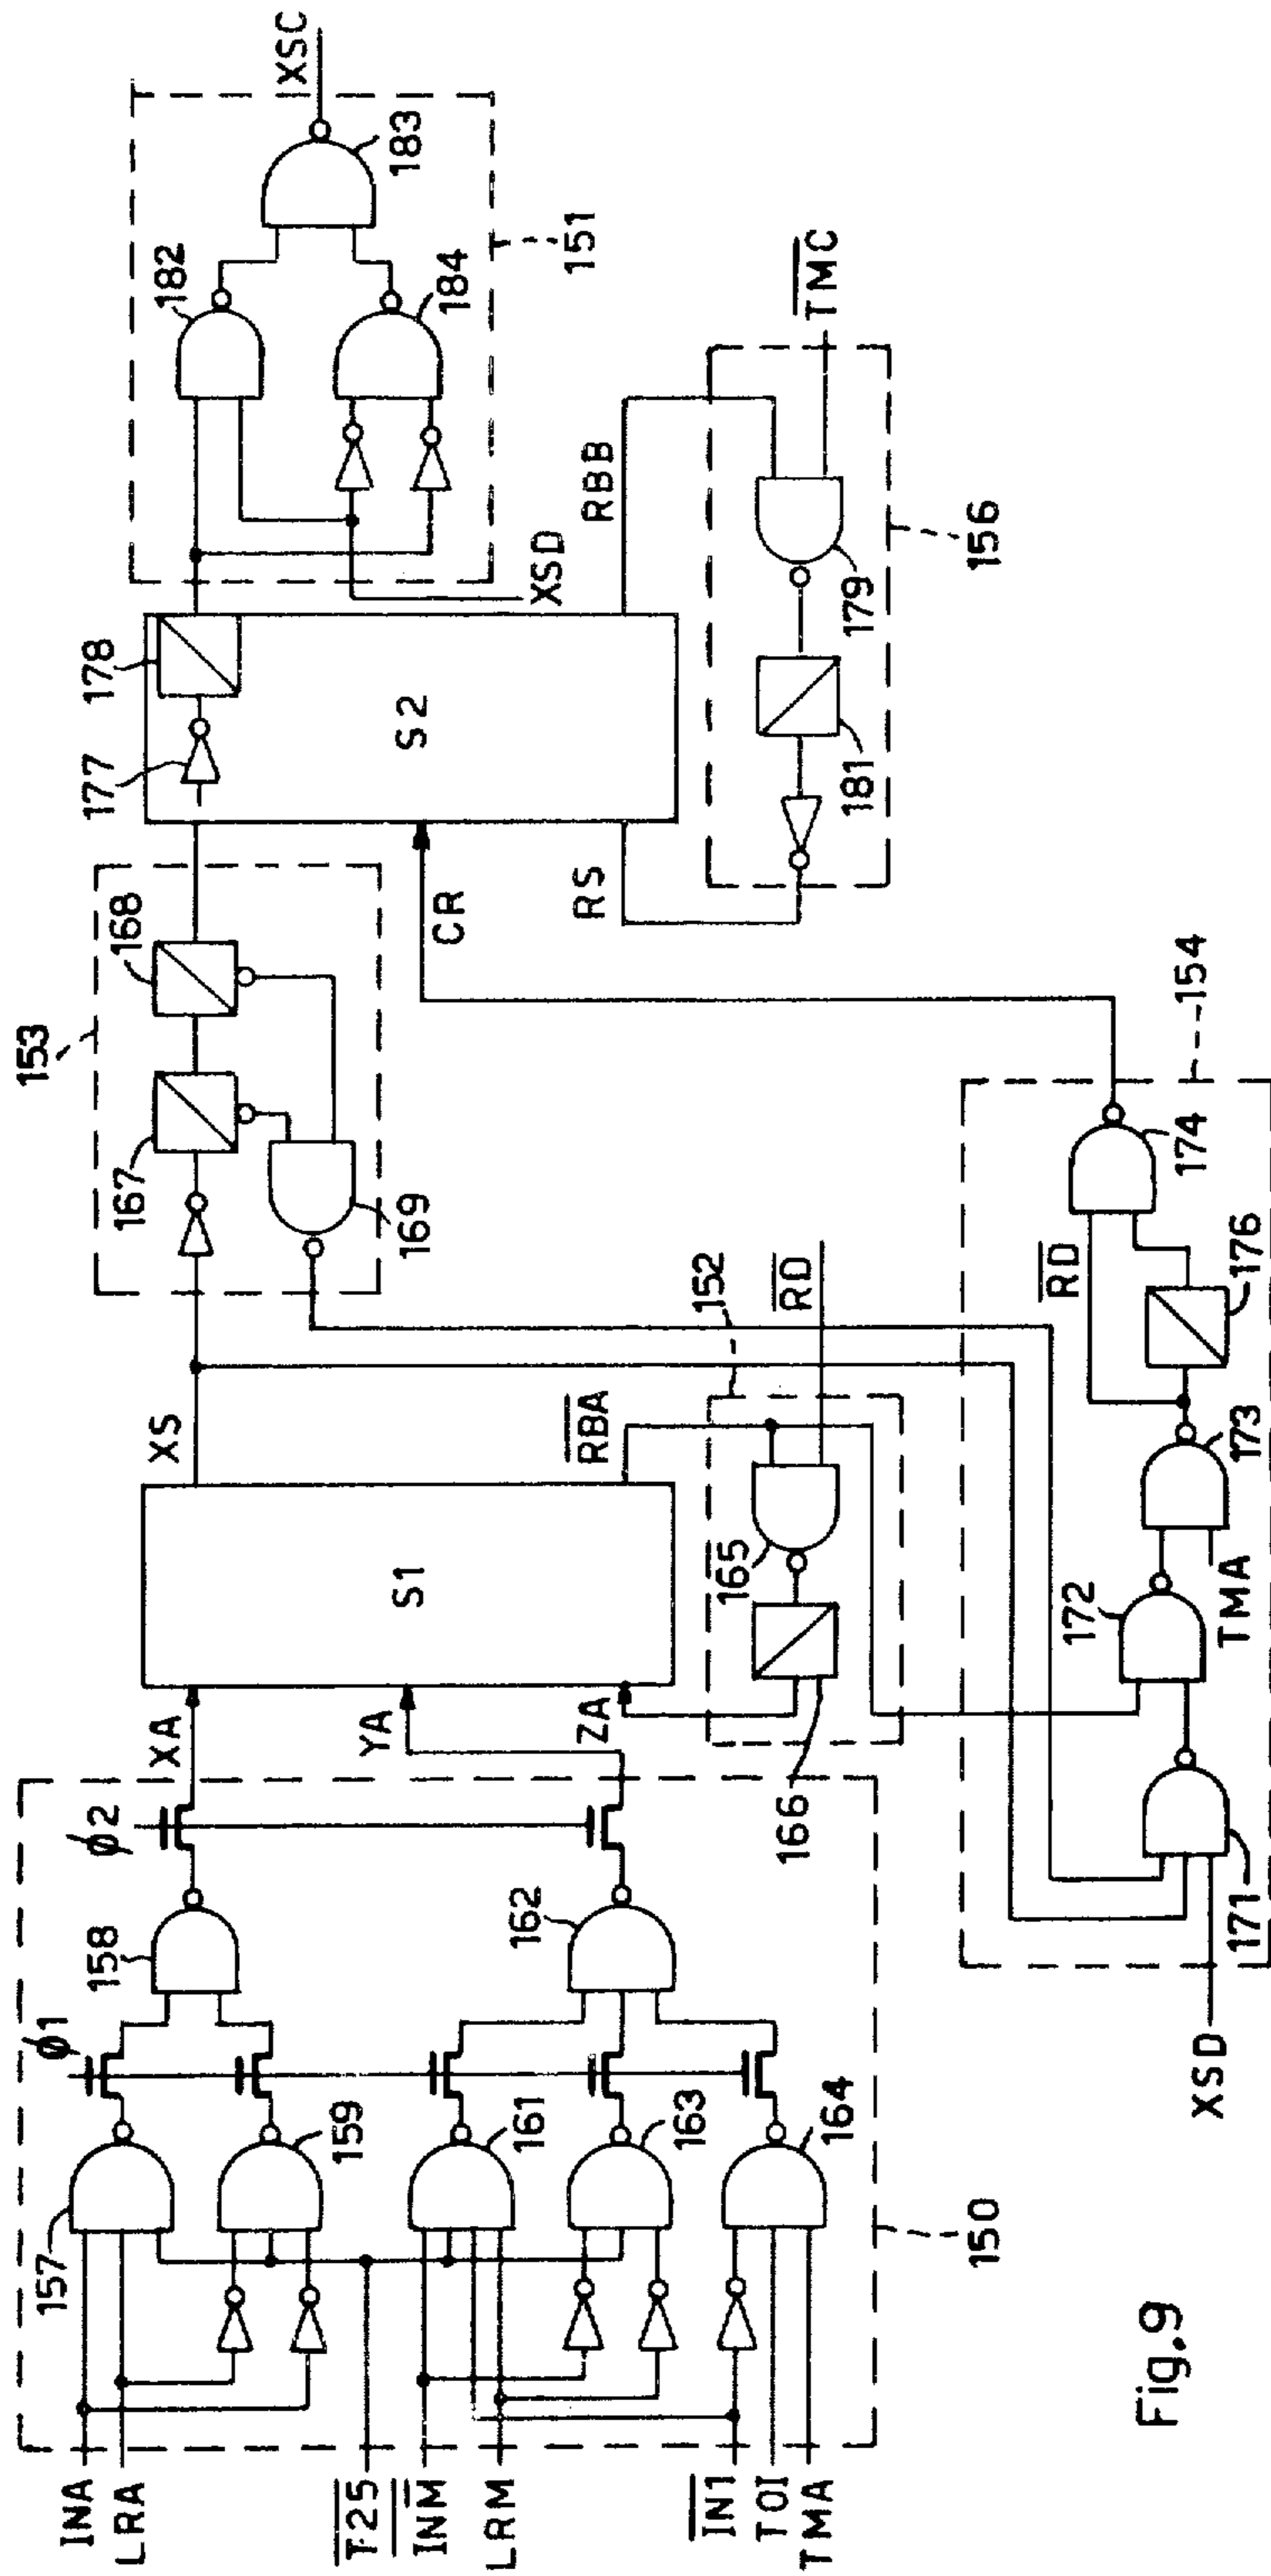 INA
LRA
T25
INM
LRM
IN1
TOI
TMA
157
159
161
163
164
150
φ1
158
162
φ2
XA
YA
ZA
S1
XS
RBA
152
165
166
RD
153
167
168
169
177
178
S2
CR
RS
RBB
XSD
182
183
184
151
XSC
TMC
179
181
156
XSD
171
172
TMA
173
RD
176
174
154
Fig.9